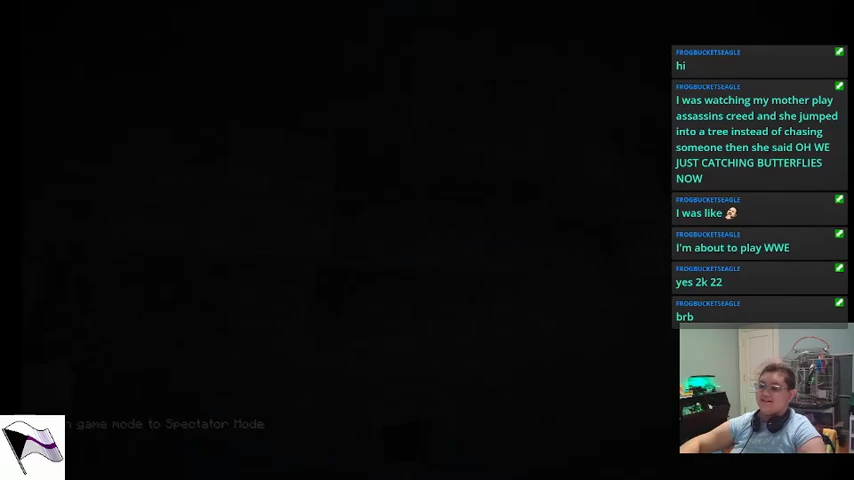 FROGBUCKETSEAGLE
hi
FROGBUCKETSEAGLE
I was watching my mother play
assassins creed and she jumped
into a tree instead of chasing
someone then she said OH WE
JUST CATCHING BUTTERFLIES
NOW
FROGBUCKETSEAGLE
I was like
FROGBUCKETSEAGLE
I'm about to play WWE
FROGBUCKETSEAGLE
yes 2k 22
FROGBUCKETSEAGLE
brb
game mode to Spectator Mode